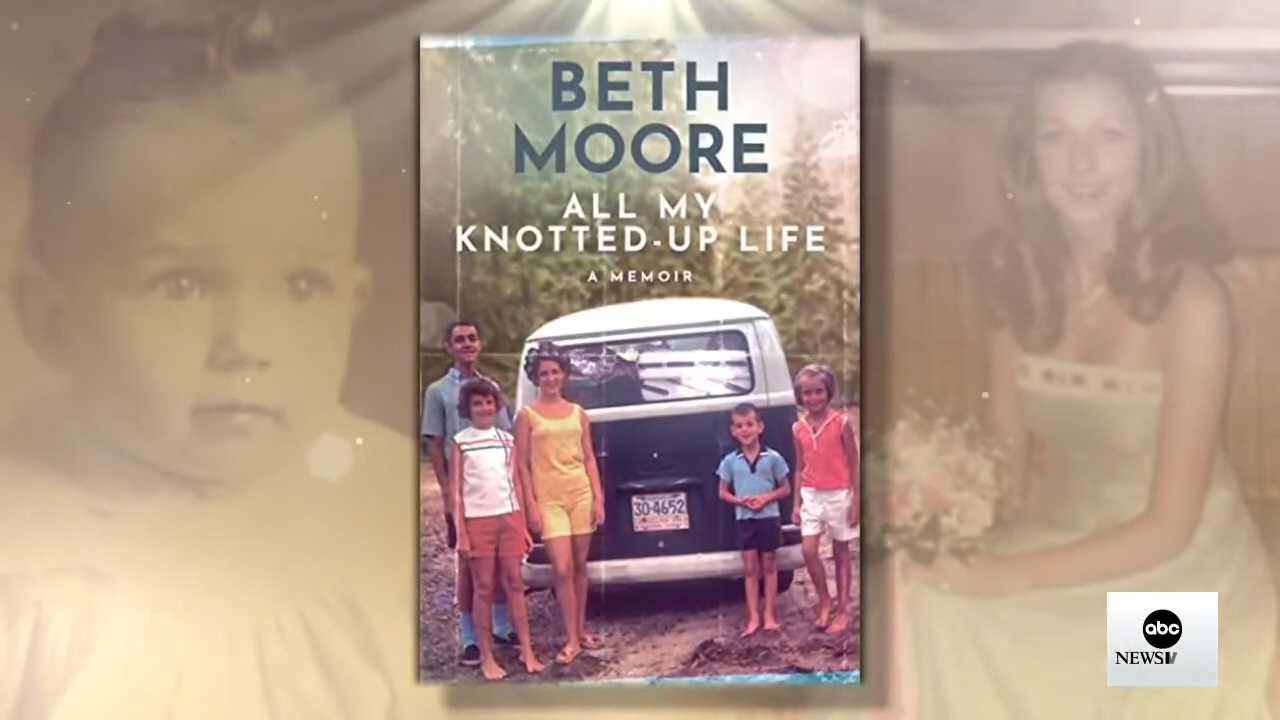 BETH
MOORE
ALL MY
KNOTTED-UP LIFE
A MEMOIR
30-4652
abc
NEWS